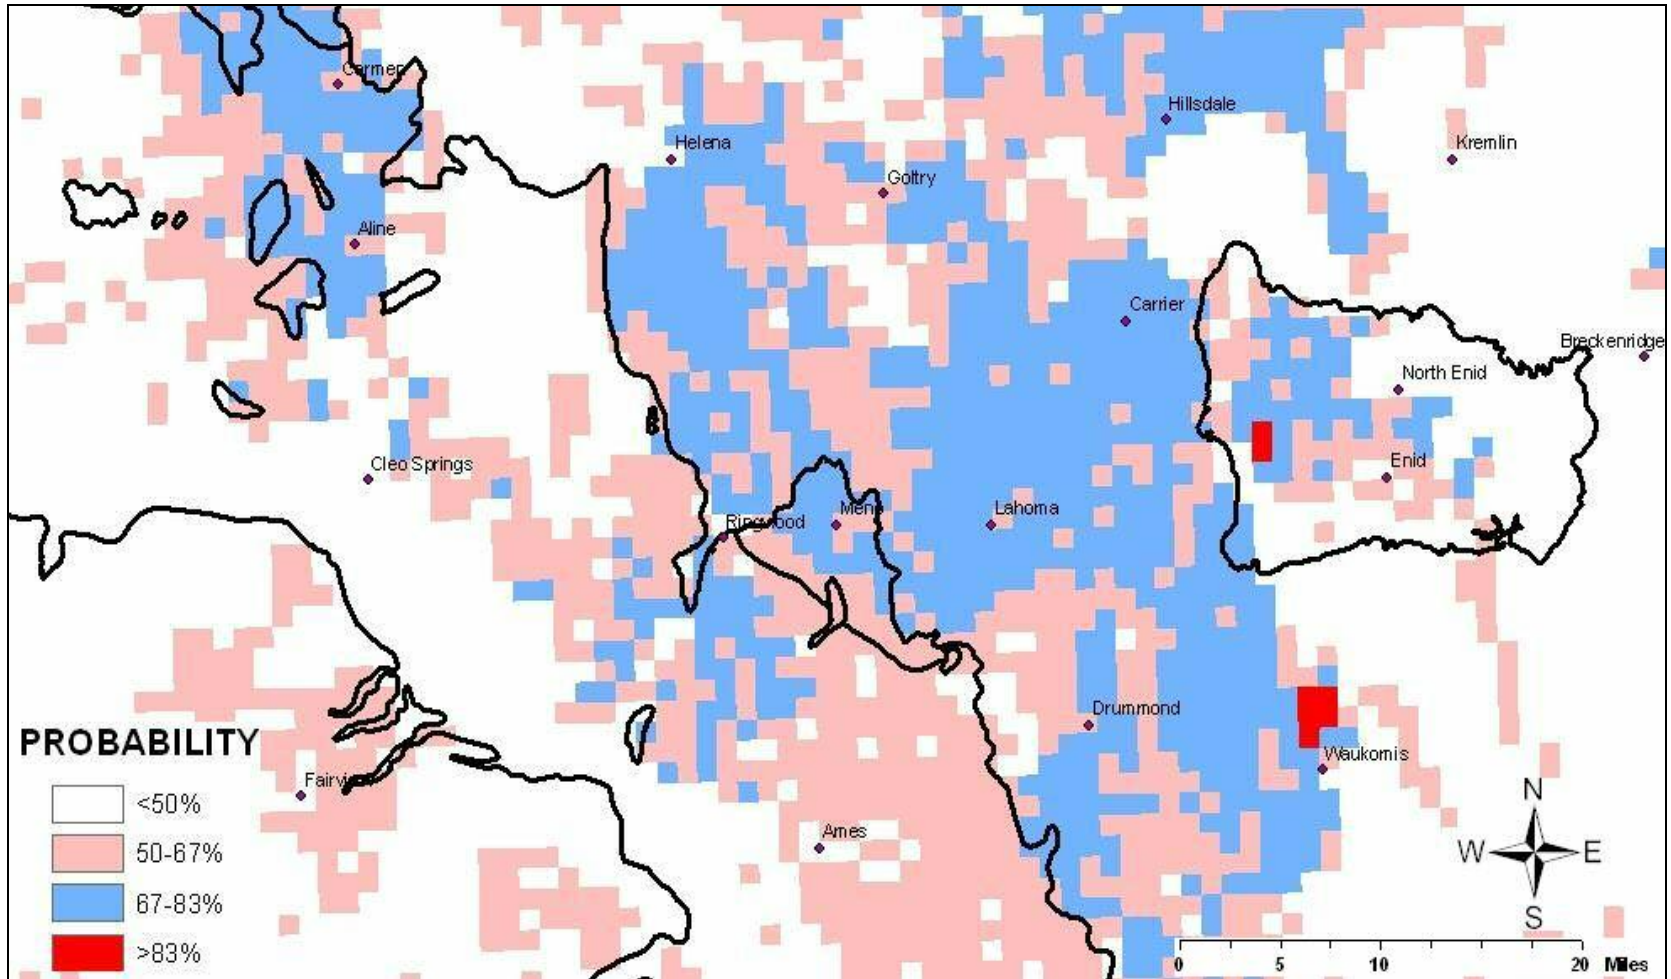 Carmen
Hillsdale
Helena
Kremlin
Goltry
Aline
Carrier
Breckenridge
North Enid
Cleo Springs
Enid
Ringwood
Meno
Lahoma
Drummond
PROBABILITY
Waukomis
Fairview
<50%
50-67%
67-83%
>83%
Ames
N
W E
S
0 5 10 20 Miles